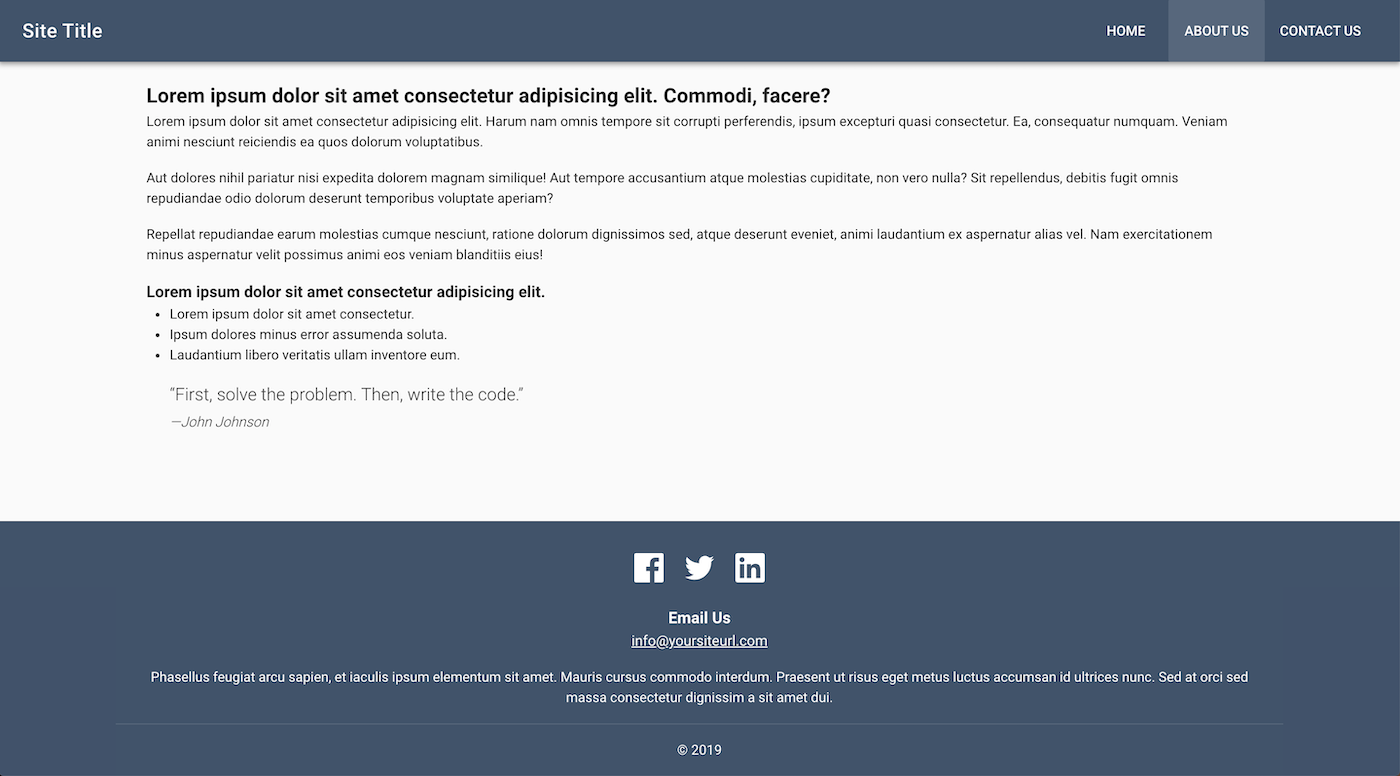 Site Title
HOME
ABOUT US
CONTACT US
Lorem ipsum dolor sit amet consectetur adipisicing elit. Commodi, facere?
Lorem ipsum dolor sit amet consectetur adipisicing elit. Harum nam omnis tempore sit corrupti perferendis, ipsum excepturi quasi consectetur. Ea, consequatur numquam. Veniam
animi nesciunt reiciendis ea quos dolorum voluptatibus.
Aut dolores nihil pariatur nisi expedita dolorem magnam similique! Aut tempore accusantium atque molestias cupiditate, non vero nulla? Sit repellendus, debitis fugit omnis
repudiandae odio dolorum deserunt temporibus voluptate aperiam?
Repellat repudiandae earum molestias cumque nesciunt, ratione dolorum dignissimos sed, atque deserunt eveniet, animi laudantium ex aspernatur alias vel. Nam exercitationem
minus aspernatur velit possimus animi eos veniam blanditiis eius!
Lorem ipsum dolor sit amet consectetur adipisicing elit.
• Lorem ipsum dolor sit amet consectetur.
• Ipsum dolores minus error assumenda soluta.
• Laudantium libero veritatis ullam inventore eum.
“First, solve the problem. Then, write the code.”
—John Johnson
Email Us
info@yoursiteurl.com
Phasellus feugiat arcu sapien, et iaculis ipsum elementum sit amet. Mauris cursus commodo interdum. Praesent ut risus eget metus luctus accumsan id ultrices nunc. Sed at orci sed
massa consectetur dignissim a sit amet dui.
© 2019